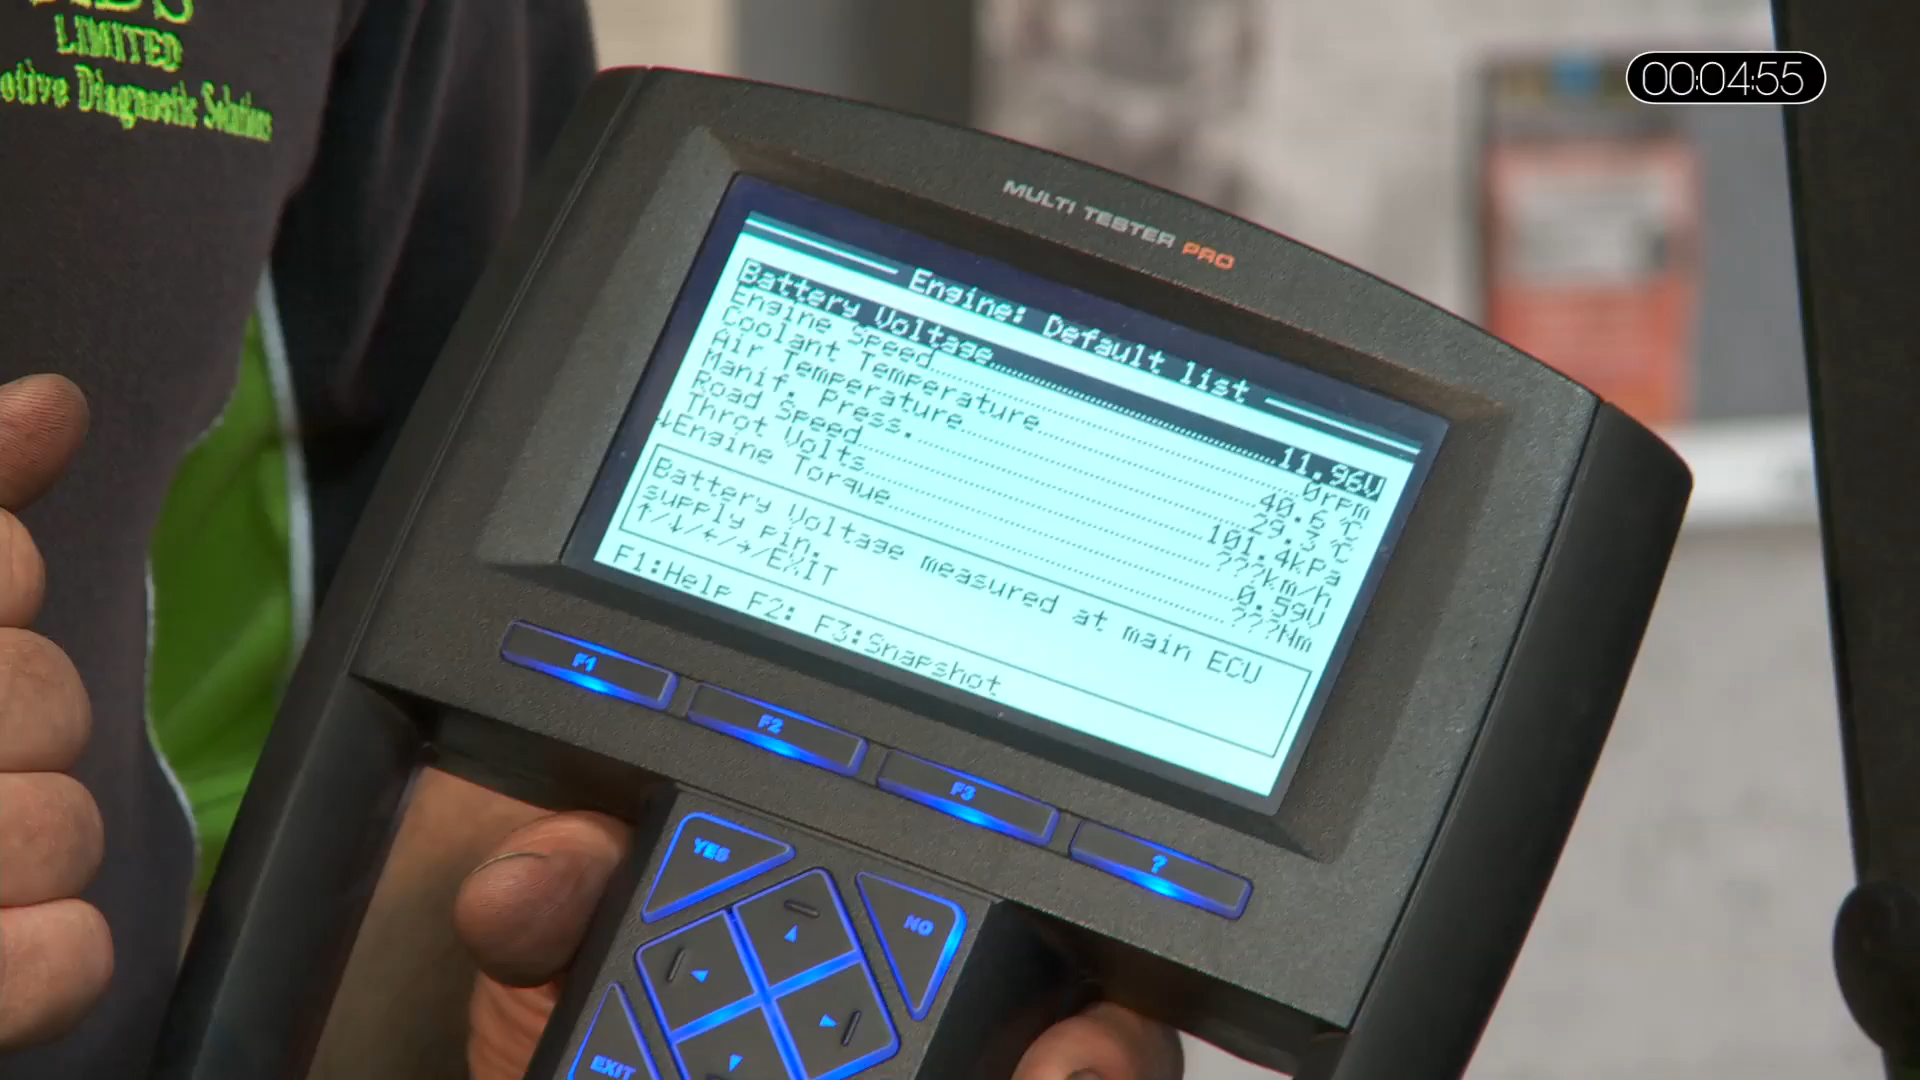 LIMITED
otive Diagnostic Solutions
00:04:55
MULTI TESTER PRO
Engine: Default list
Battery Voltage 11.96V
Engine Speed 0rpm
Coolant Temperature 40.6 °C
Air Temperature 29.3 °C
Manif. Press. 101.4kPa
Road Speed ???km/h
Throt Volts 0.59V
↓Engine Torque ???Nm
Battery Voltage measured at main ECU
supply pin.
↑/↓/←/→/EXIT
F1:Help F2: F3:Snapshot
F1
F2
F3
?
YES
NO
EXIT